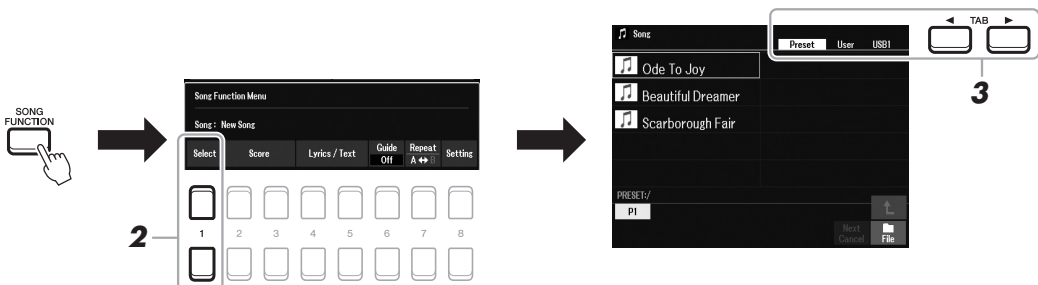 SONG
FUNCTION
Song Function Menu
Song : New Song
Select Score Lyrics / Text Guide Off Repeat A ↔ B Setting
1 2 3 4 5 6 7 8
2
Song
Preset User USB1
Ode To Joy
Beautiful Dreamer
Scarborough Fair
PRESET:/
P1
Next
Cancel
File
◄ TAB ►
3